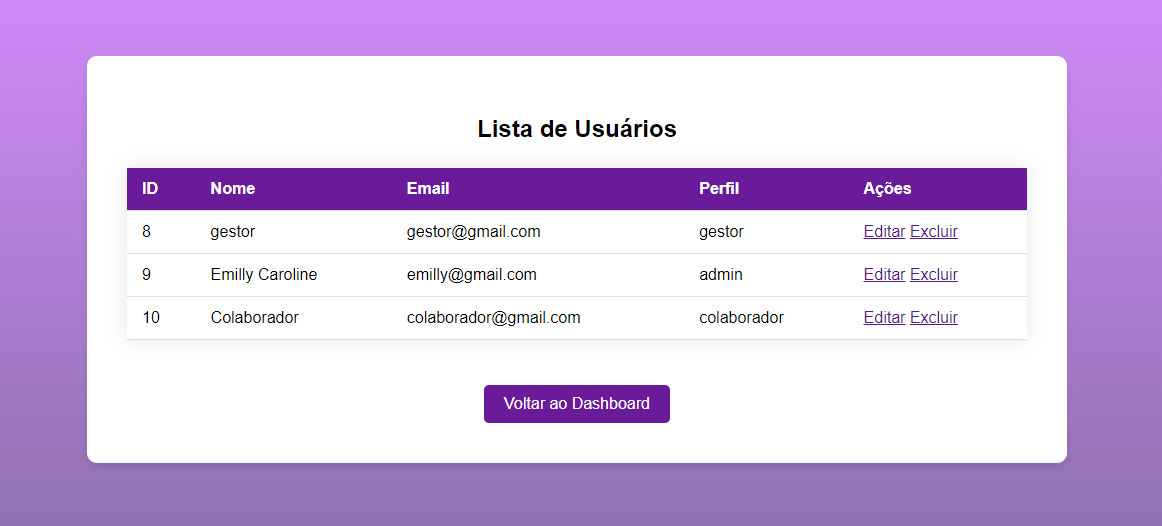 Lista de Usuários
ID Nome Email Perfil Ações
8 gestor gestor@gmail.com gestor Editar Excluir
9 Emilly Caroline emilly@gmail.com admin Editar Excluir
10 Colaborador colaborador@gmail.com colaborador Editar Excluir
Voltar ao Dashboard